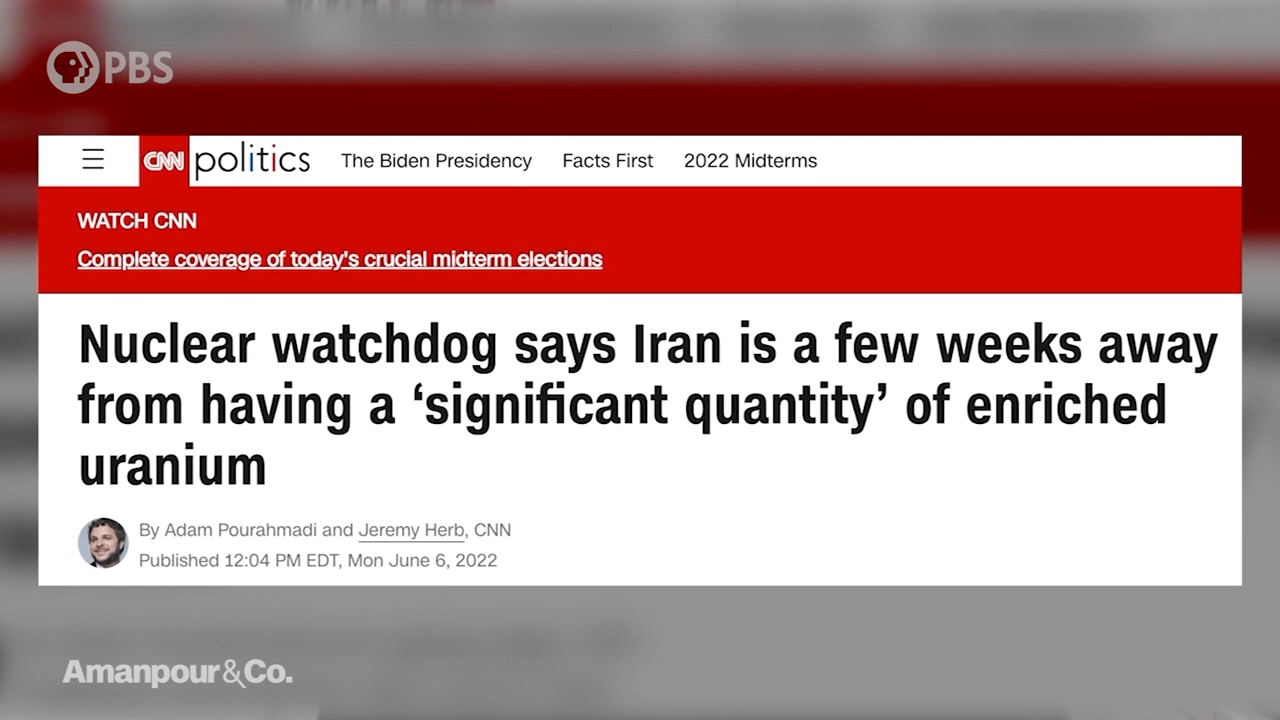 PBS
CNN politics The Biden Presidency Facts First 2022 Midterms
WATCH CNN
Complete coverage of today's crucial midterm elections
Nuclear watchdog says Iran is a few weeks away
from having a ‘significant quantity’ of enriched
uranium
By Adam Pourahmadi and Jeremy Herb, CNN
Published 12:04 PM EDT, Mon June 6, 2022
Amanpour&Co.